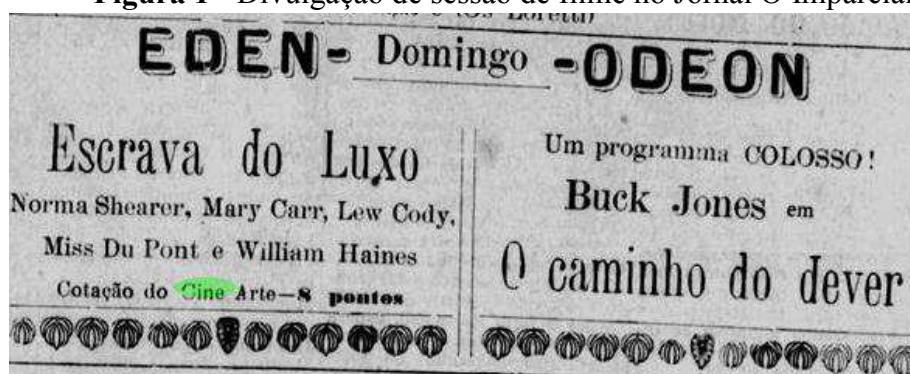 Figura 1 - Divulgação de sessão de filme no Jornal O Imparcial
(Os Loretti)
EDEN- Domingo -ODEON
Escrava do Luxo
Norma Shearer, Mary Carr, Lew Cody,
Miss Du Pont e William Haines
Cotação do Cine Arte—8 pontos
Um programma COLOSSO!
Buck Jones em
O caminho do dever